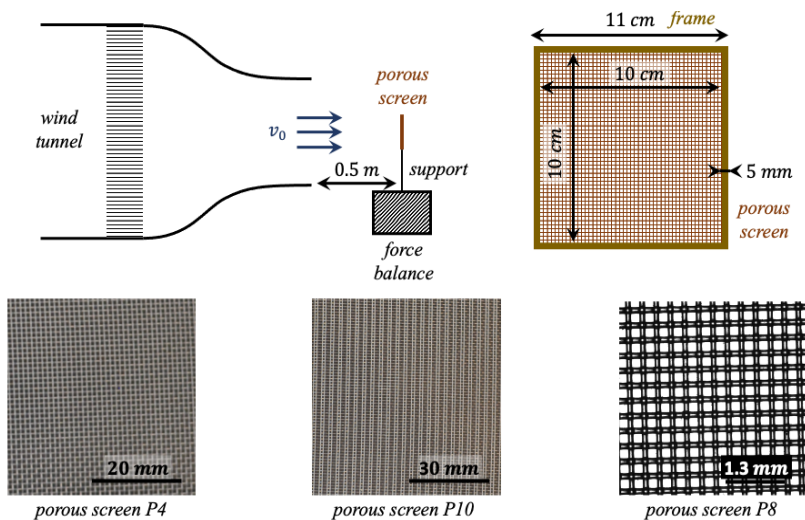 11 cm
frame
10 cm
10 cm
5 mm
porous
screen
porous
screen
wind
tunnel
v₀
0.5 m
support
force
balance
20 mm
30 mm
1.3 mm
porous screen P4
porous screen P10
porous screen P8